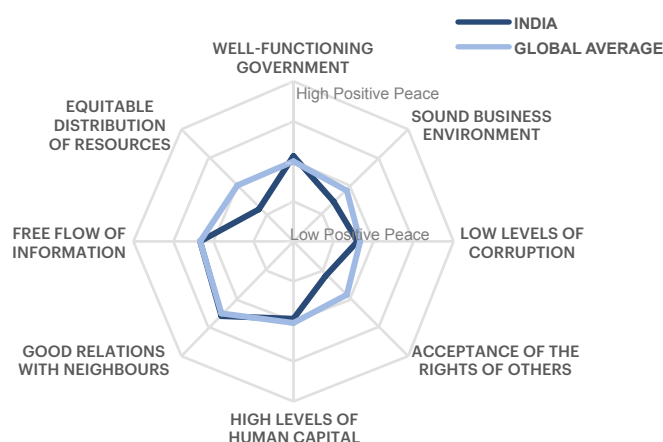 INDIA
GLOBAL AVERAGE
WELL-FUNCTIONING
GOVERNMENT
High Positive Peace
SOUND BUSINESS
ENVIRONMENT
EQUITABLE
DISTRIBUTION
OF RESOURCES
FREE FLOW OF
INFORMATION
Low Positive Peace
LOW LEVELS OF
CORRUPTION
GOOD RELATIONS
WITH NEIGHBOURS
ACCEPTANCE OF THE
RIGHTS OF OTHERS
HIGH LEVELS OF
HUMAN CAPITAL